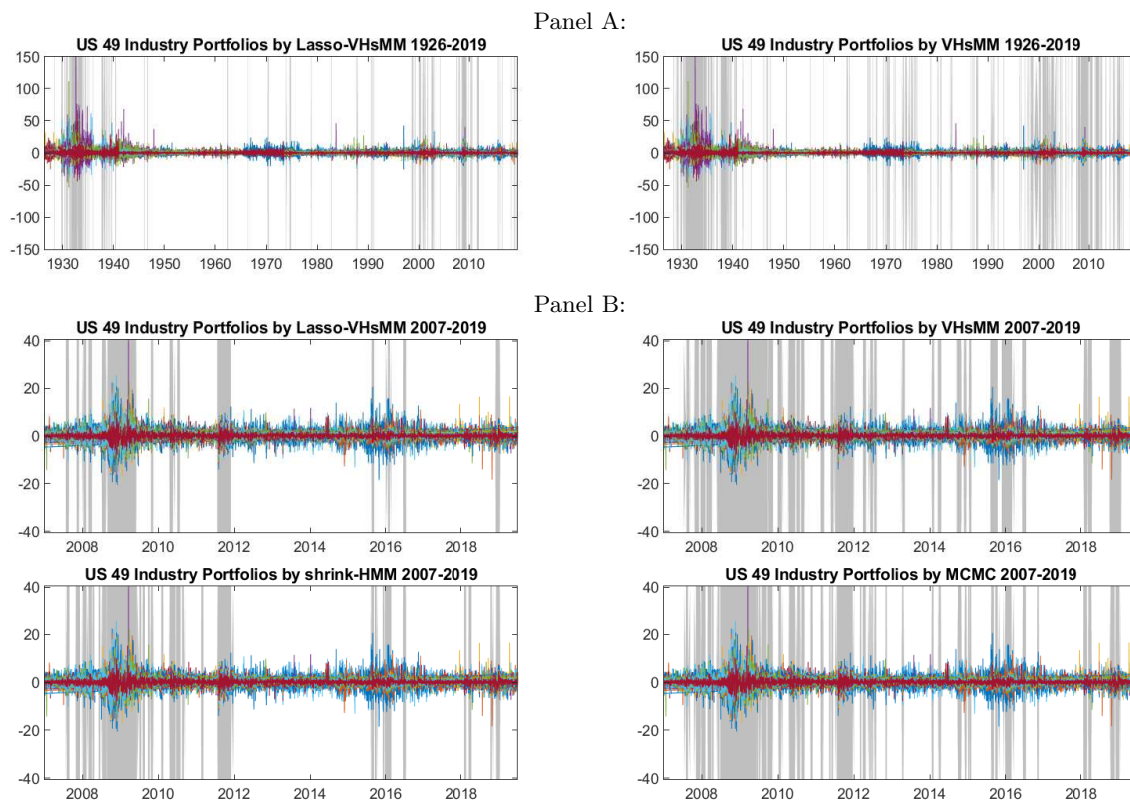 Panel A:
US 49 Industry Portfolios by Lasso-VHsMM 1926-2019
150
100
50
0
-50
-100
-150
1930 1940 1950 1960 1970 1980 1990 2000 2010
US 49 Industry Portfolios by VHsMM 1926-2019
150
100
50
0
-50
-100
-150
1930 1940 1950 1960 1970 1980 1990 2000 2010
Panel B:
US 49 Industry Portfolios by Lasso-VHsMM 2007-2019
40
20
0
-20
-40
2008 2010 2012 2014 2016 2018
US 49 Industry Portfolios by VHsMM 2007-2019
40
20
0
-20
-40
2008 2010 2012 2014 2016 2018
US 49 Industry Portfolios by shrink-HMM 2007-2019
40
20
0
-20
-40
2008 2010 2012 2014 2016 2018
US 49 Industry Portfolios by MCMC 2007-2019
40
20
0
-20
-40
2008 2010 2012 2014 2016 2018